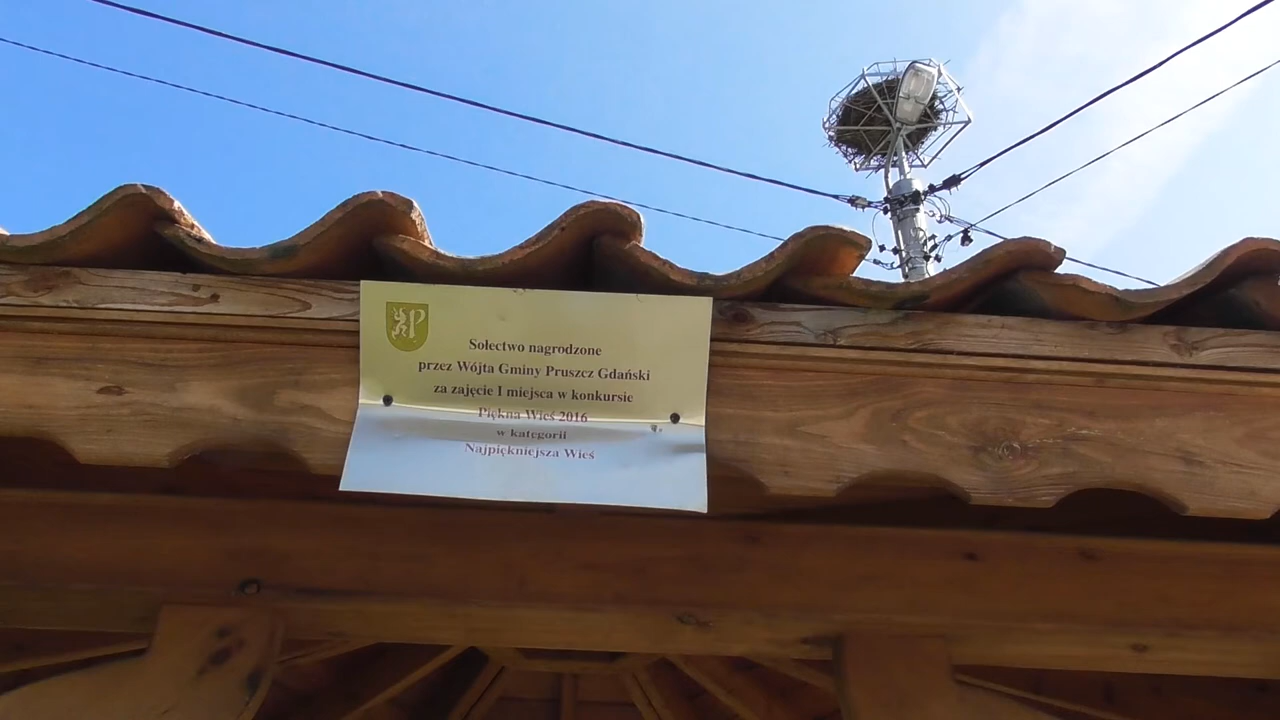 P
Sołectwo nagrodzone
przez Wójta Gminy Pruszcz Gdański
za zajęcie I miejsca w konkursie
Piękna Wieś 2016
w kategorii
Najpiękniejsza Wieś